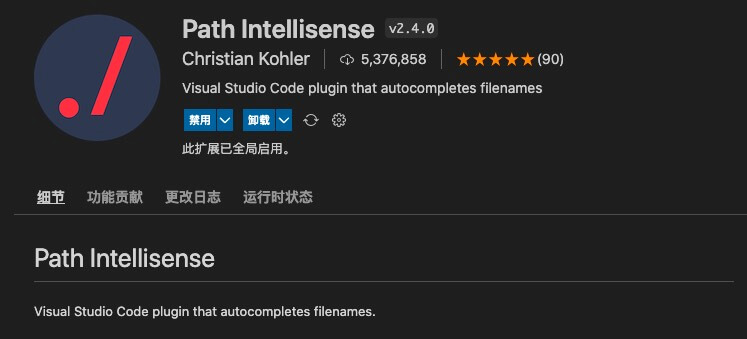 Path Intellisense v2.4.0
Christian Kohler 5,376,858 (90)
Visual Studio Code plugin that autocompletes filenames
禁用 卸载
此扩展已全局启用。
细节 功能贡献 更改日志 运行时状态
Path Intellisense
Visual Studio Code plugin that autocompletes filenames.